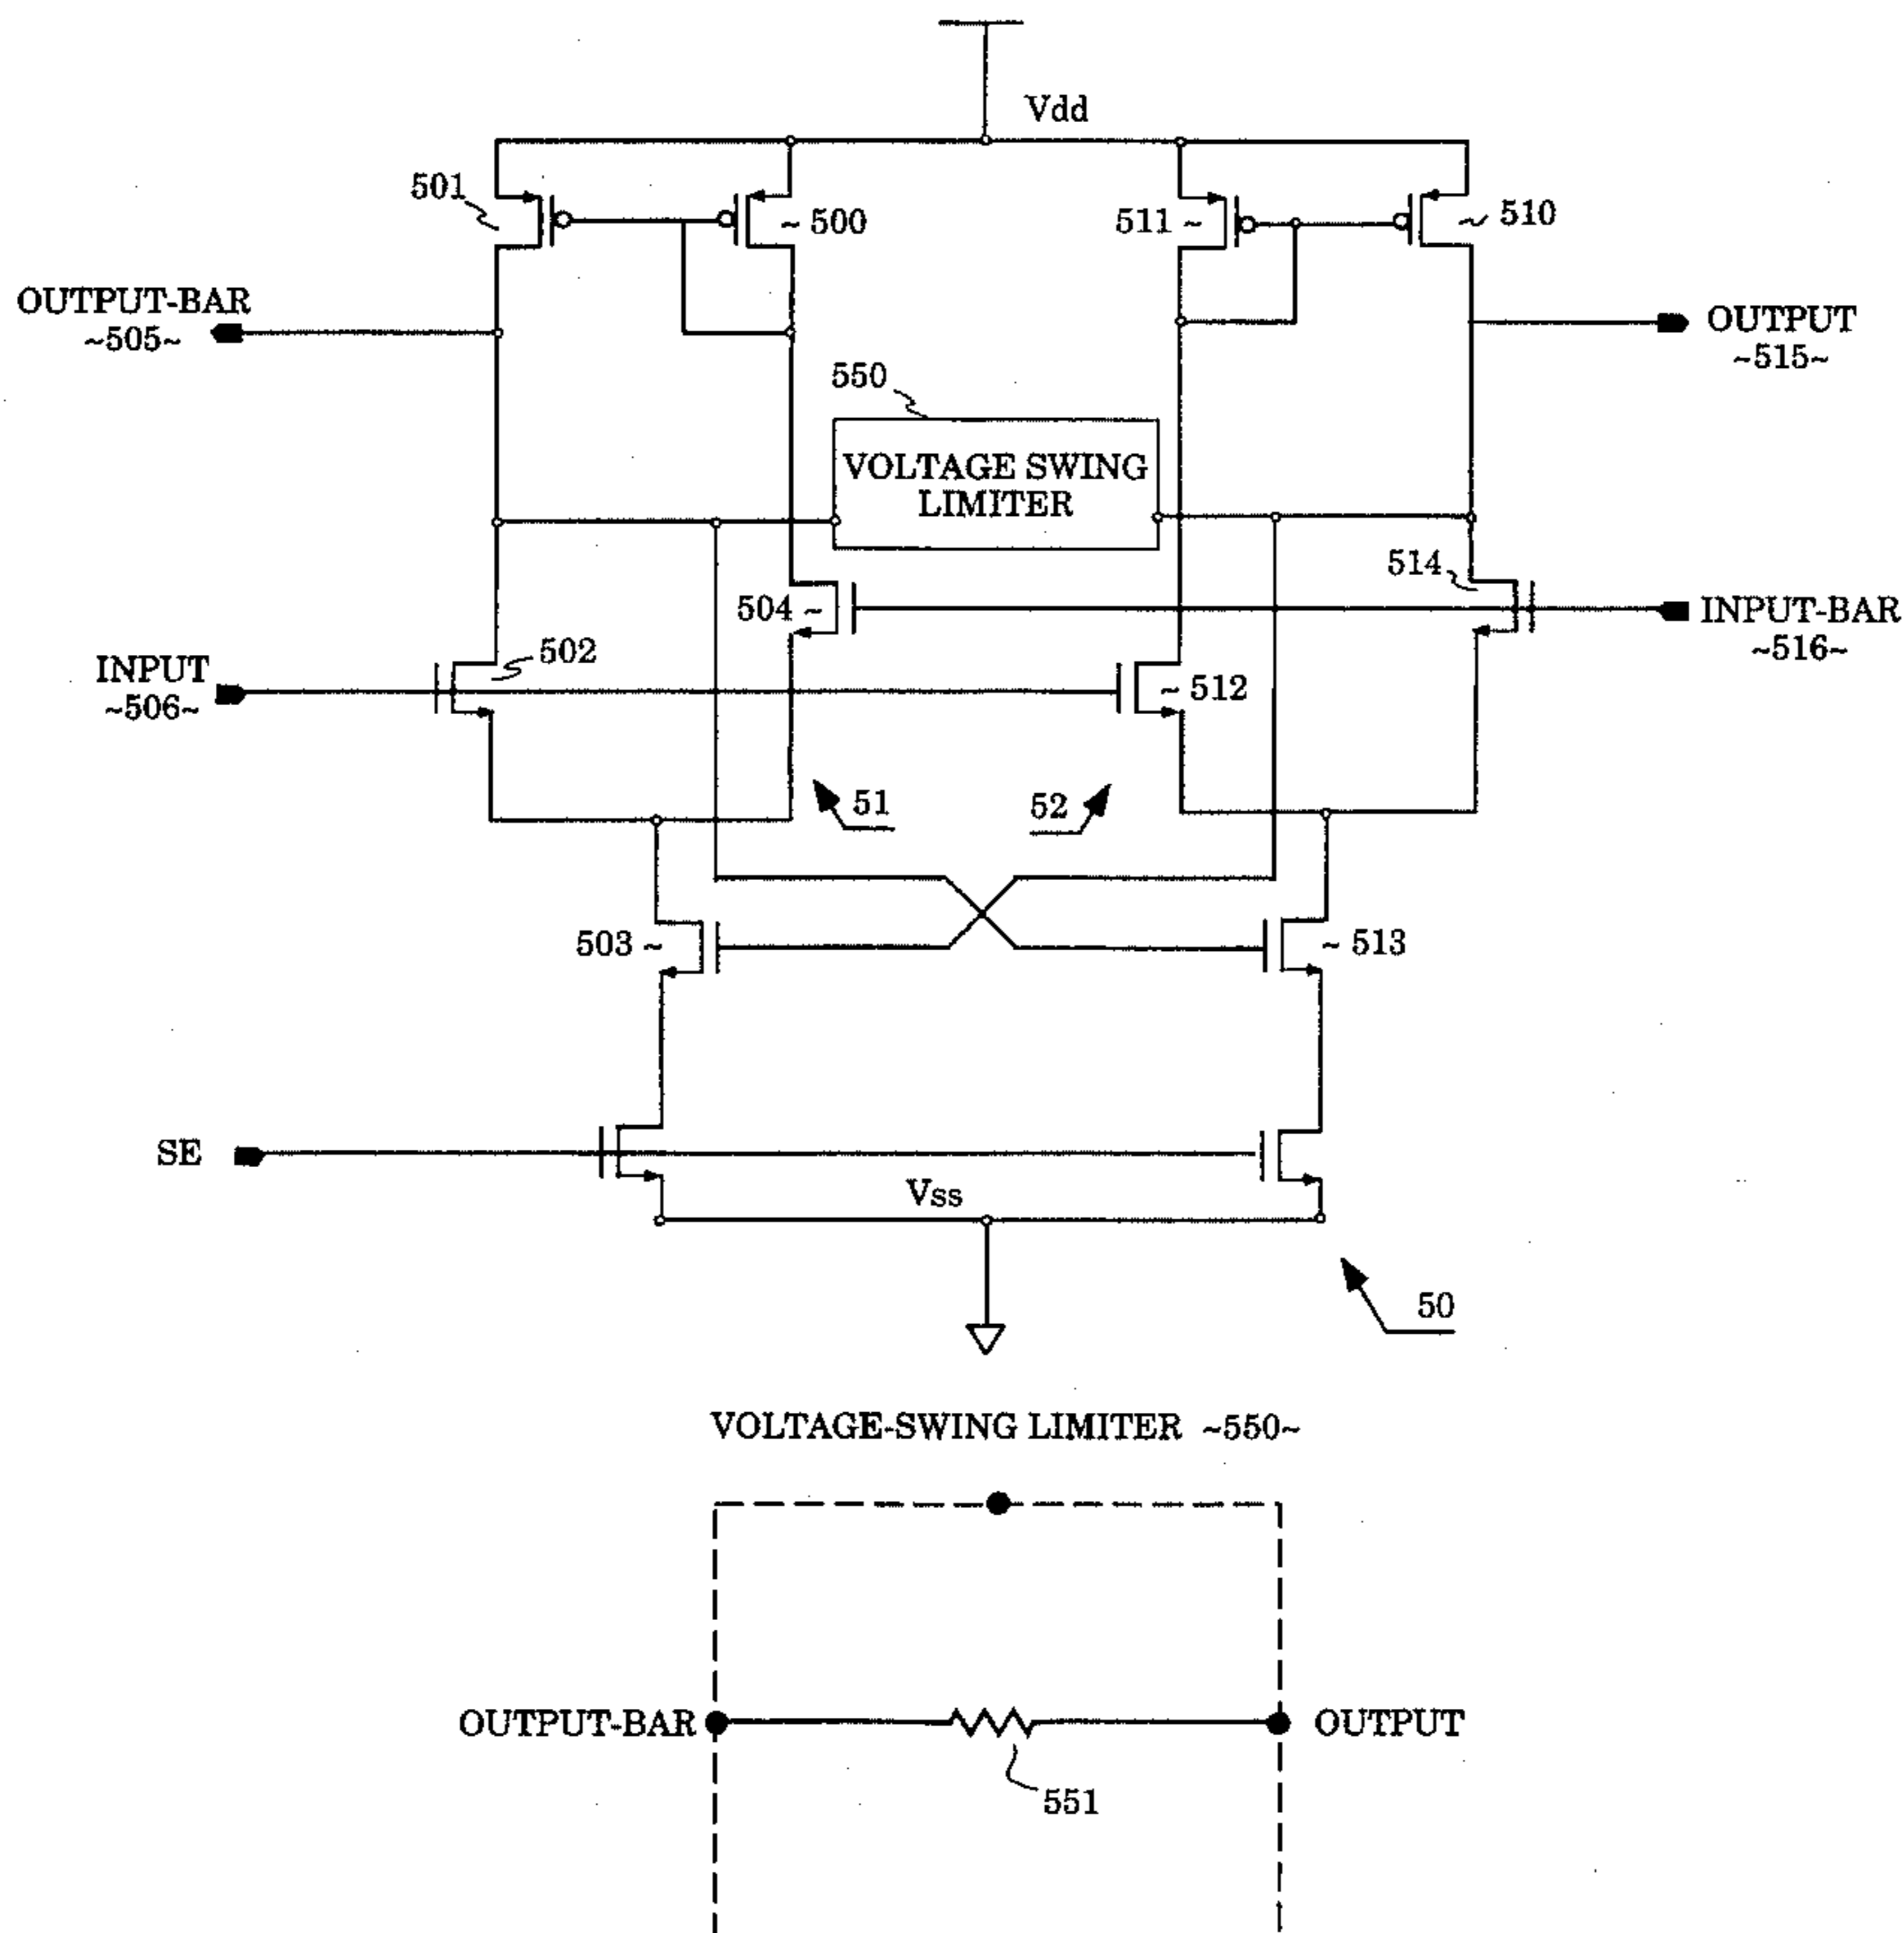 Vdd
501
~ 500
511 ~
~ 510
OUTPUT-BAR
~505~
OUTPUT
~515~
550
VOLTAGE SWING
LIMITER
514
504 ~
INPUT-BAR
~516~
INPUT
~506~
502
~ 512
51
52
503 ~
~ 513
SE
Vss
50
VOLTAGE-SWING LIMITER ~550~
OUTPUT-BAR
OUTPUT
551